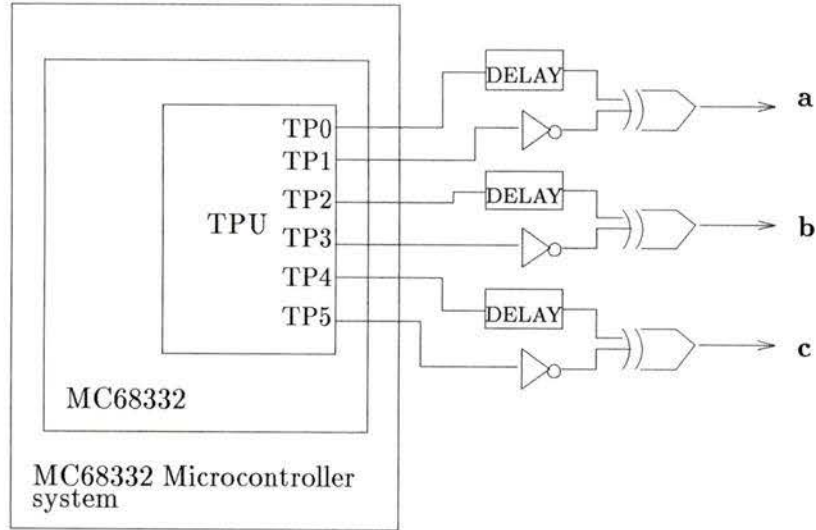 DELAY
a
TP0
TP1
DELAY
TP2
TPU
b
TP3
TP4
DELAY
TP5
c
MC68332
MC68332 Microcontroller
system